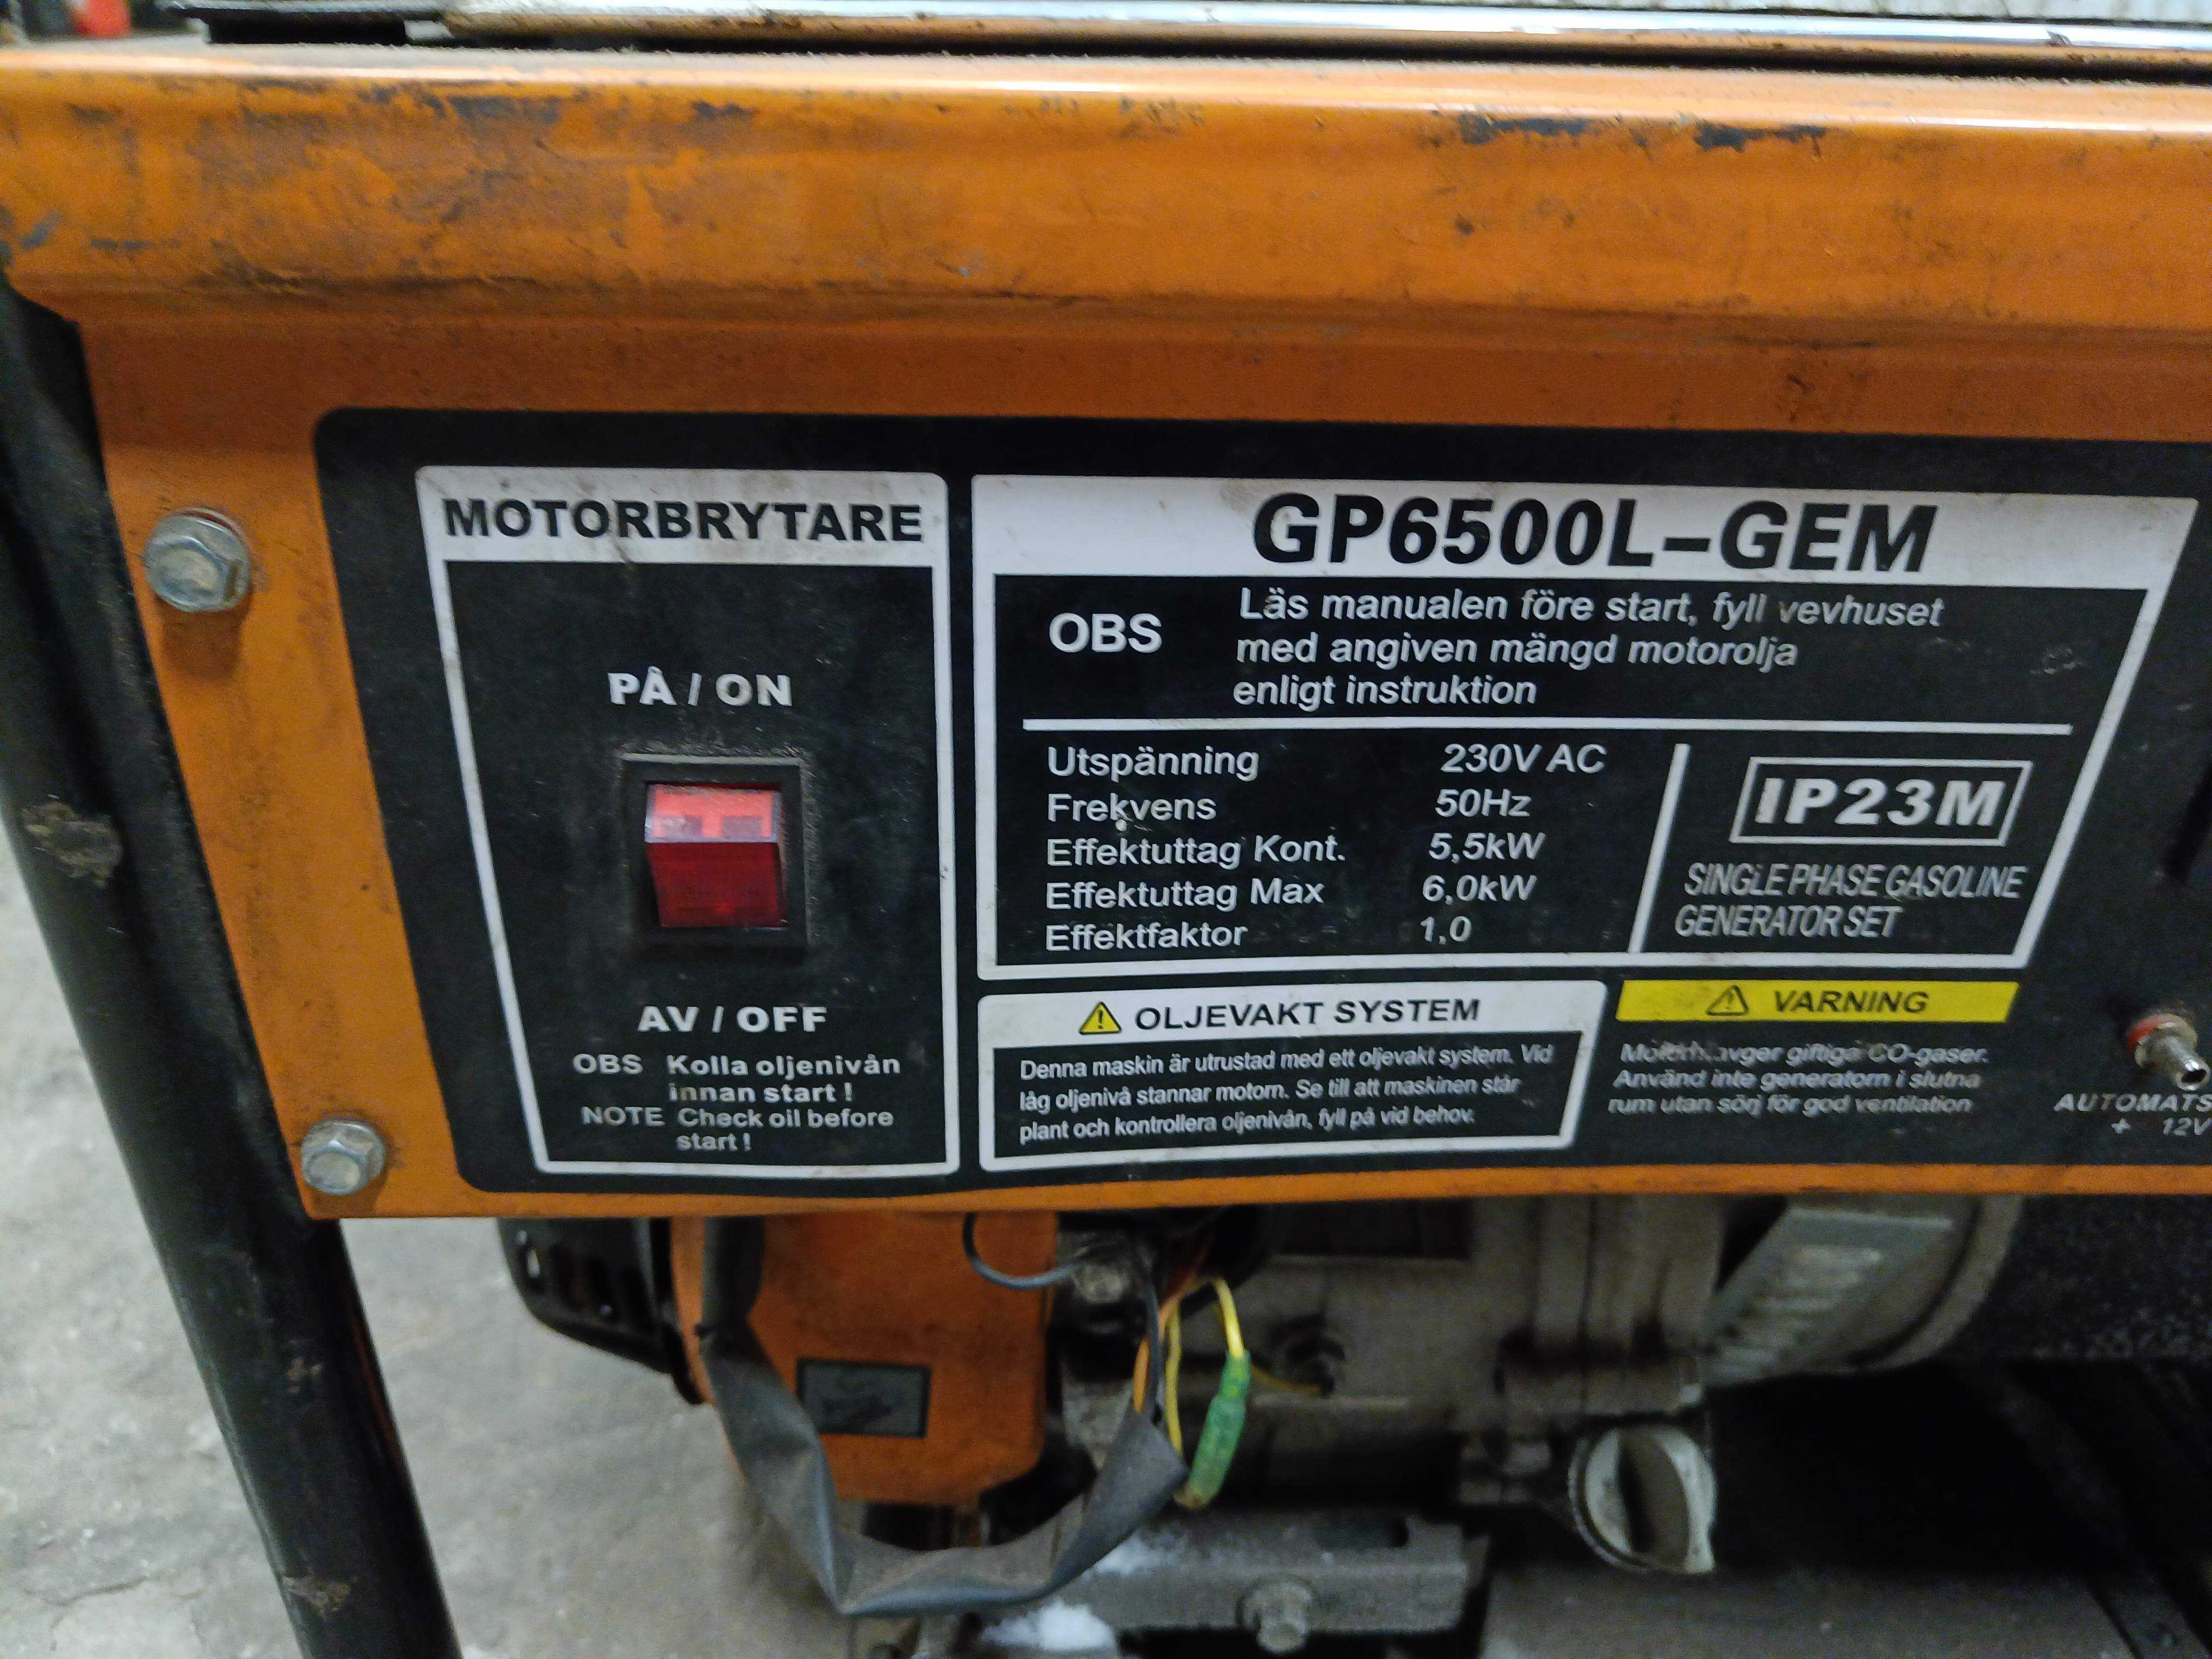 MOTORBRYTARE
PÅ / ON
AV / OFF
OBS Kolla oljenivån
innan start !
NOTE Check oil before
start !
GP6500L-GEM
OBS
Läs manualen före start, fyll vevhuset
med angiven mängd motorolja
enligt instruktion
Utspänning 230V AC
Frekvens 50Hz
Effektuttag Kont. 5,5kW
Effektuttag Max 6,0kW
Effektfaktor 1,0
IP23M
SINGLE PHASE GASOLINE
GENERATOR SET
OLJEVAKT SYSTEM
Denna maskin är utrustad med ett oljevakt system. Vid
låg oljenivå stannar motorn. Se till att maskinen står
plant och kontrollera oljenivån, fyll på vid behov.
VARNING
giftiga CO-gaser.
Använd inte generatorn i slutna
rum utan sörj för god ventilation
AUTOMATS
+ 12V